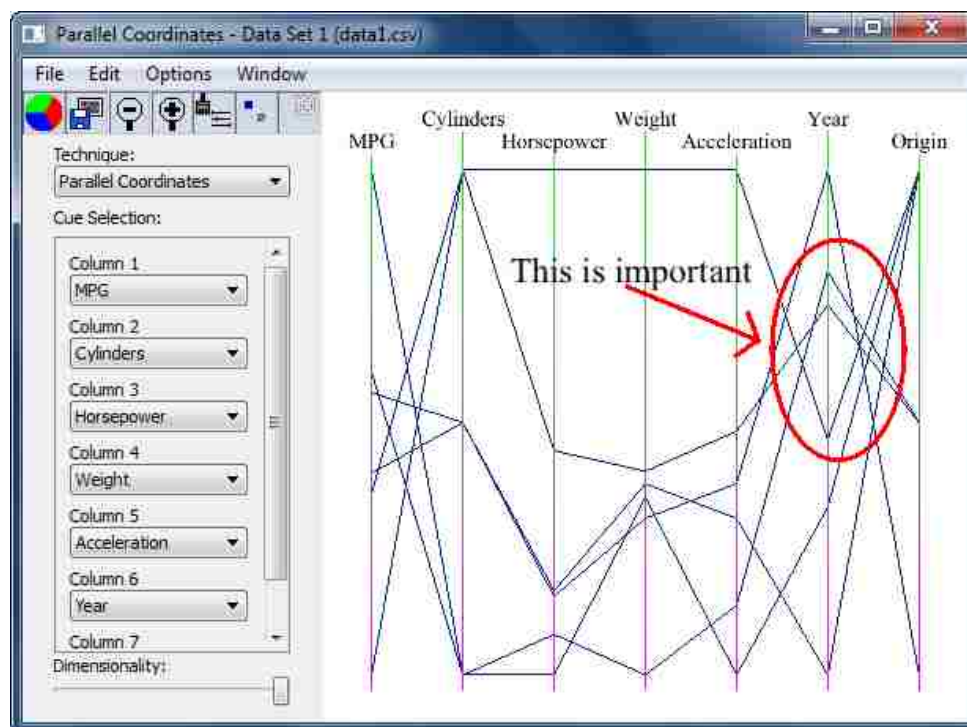 Parallel Coordinates - Data Set 1 (data1.csv)
File Edit Options Window
Technique:
Parallel Coordinates
Cue Selection:
Column 1
MPG
Column 2
Cylinders
Column 3
Horsepower
Column 4
Weight
Column 5
Acceleration
Column 6
Year
Column 7
Dimensionality:
Cylinders Weight Year
MPG Horsepower Acceleration Origin
This is important